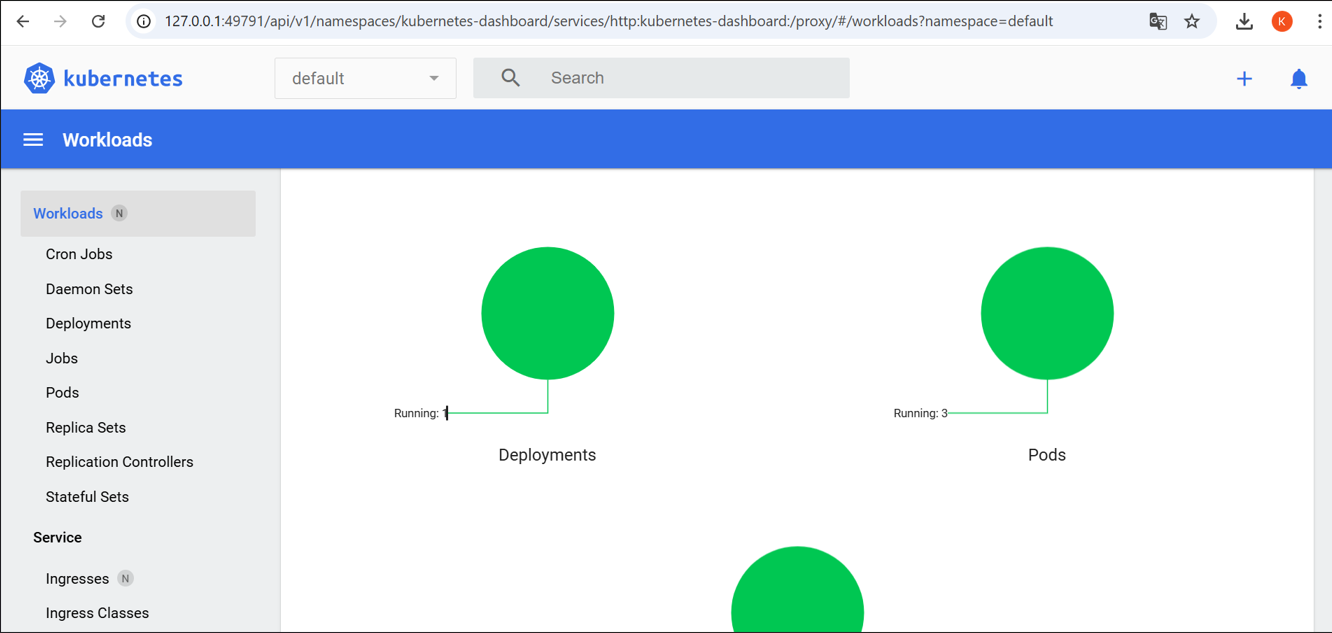 127.0.0.1:49791/api/v1/namespaces/kubernetes-dashboard/services/http:kubernetes-dashboard:/proxy/#/workloads?namespace=default
K
kubernetes
default
Search
Workloads
Workloads N
Cron Jobs
Daemon Sets
Deployments
Jobs
Pods
Replica Sets
Replication Controllers
Stateful Sets
Service
Ingresses N
Ingress Classes
Running: 1
Deployments
Running: 3
Pods